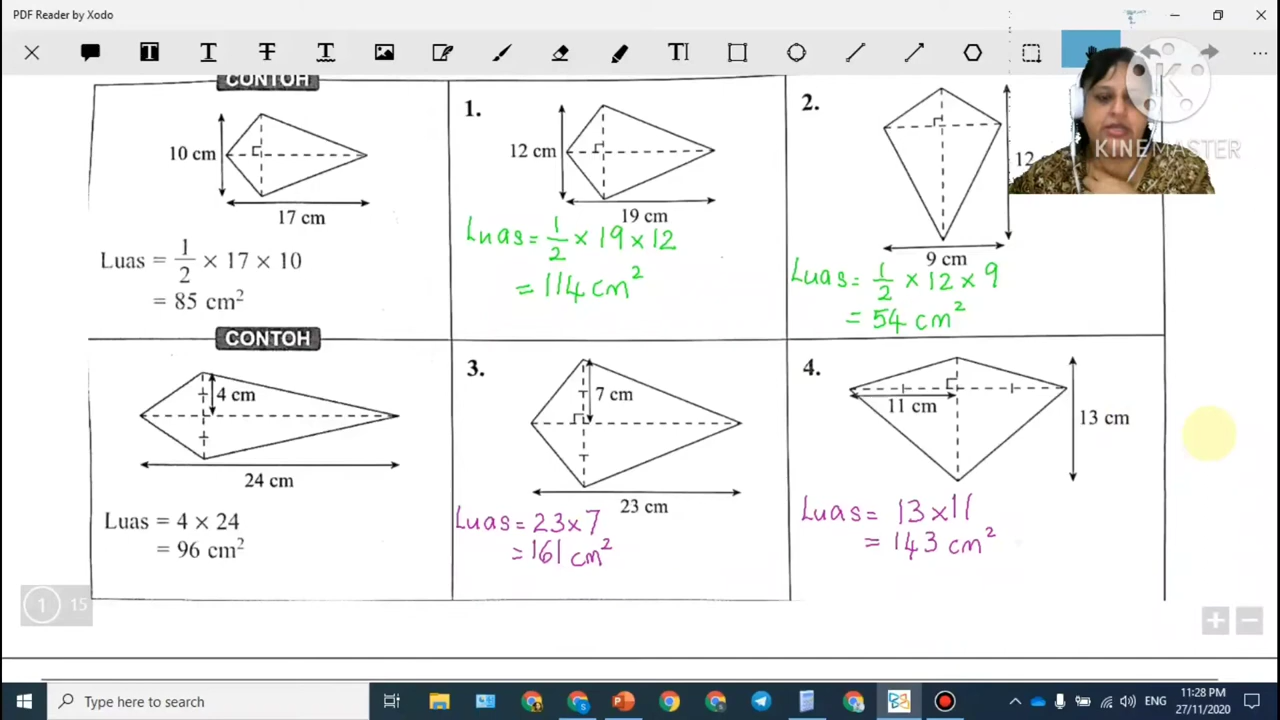 PDF Reader by Xodo
CONTOH
10 cm
17 cm
Luas = 1/2 × 17 × 10
= 85 cm²
1.
12 cm
19 cm
Luas = 1/2 × 19 × 12
= 114 cm²
2.
12
9 cm
Luas = 1/2 × 12 × 9
= 54 cm²
CONTOH
4 cm
24 cm
Luas = 4 × 24
= 96 cm²
3.
7 cm
23 cm
Luas = 23 × 7
= 161 cm²
4.
11 cm
13 cm
Luas = 13 × 11
= 143 cm²
K
KINEMASTER
1 15
Type here to search
ENG
11:28 PM
27/11/2020